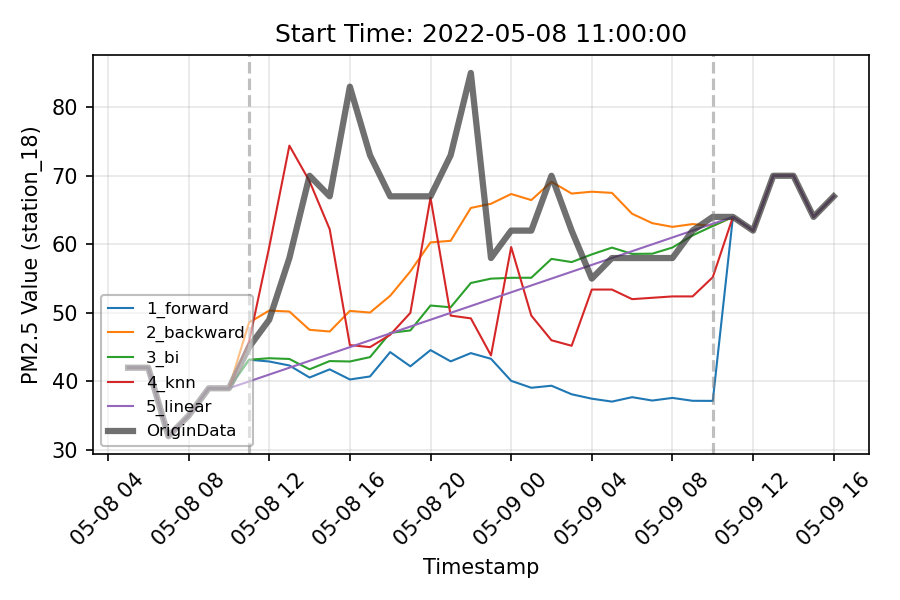 Start Time: 2022-05-08 11:00:00
PM2.5 Value (station_18)
80
70
60
50
40
30
1_forward
2_backward
3_bi
4_knn
5_linear
OriginData
05-08 04
05-08 08
05-08 12
05-08 16
05-08 20
05-09 00
05-09 04
05-09 08
05-09 12
05-09 16
Timestamp